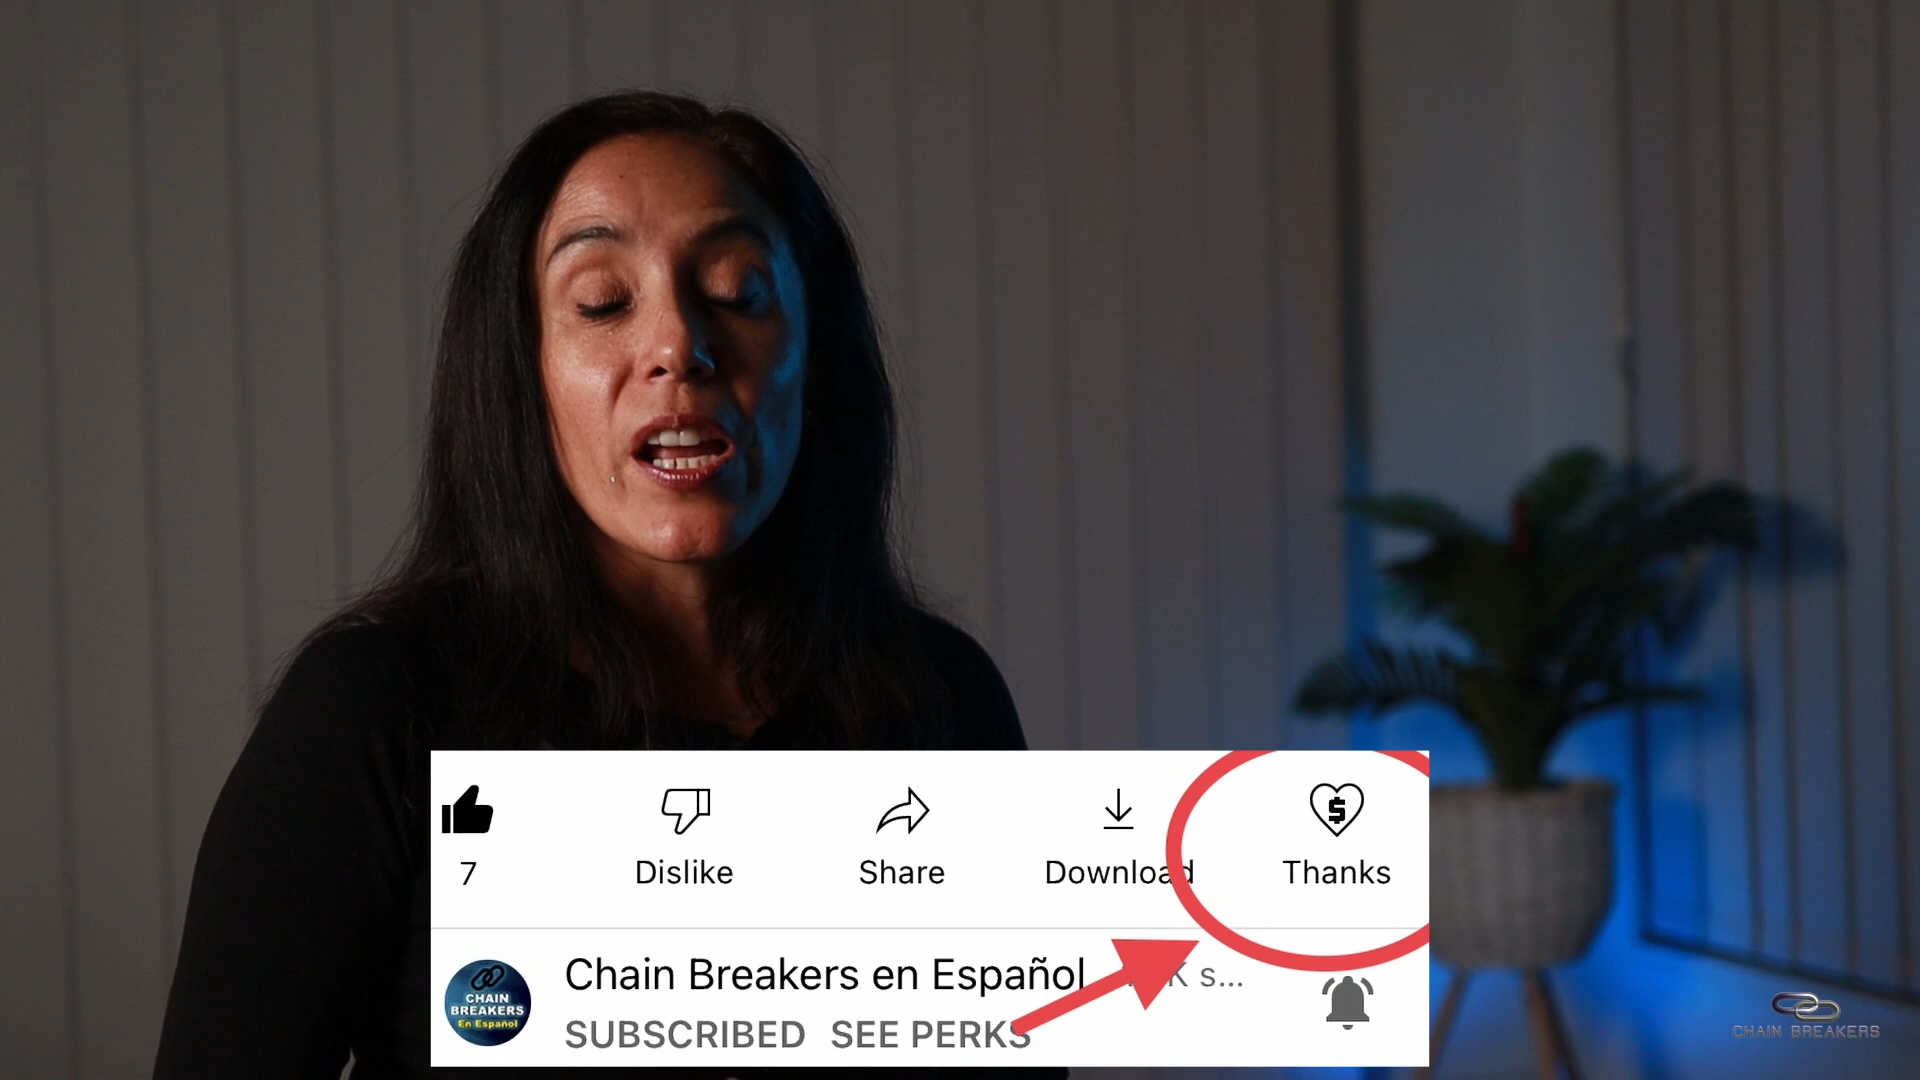 7
Dislike
Share
Download
Thanks
Chain Breakers en Español
K s...
SUBSCRIBED SEE PERKS
CHAIN
BREAKERS
En Español
CHAIN BREAKERS